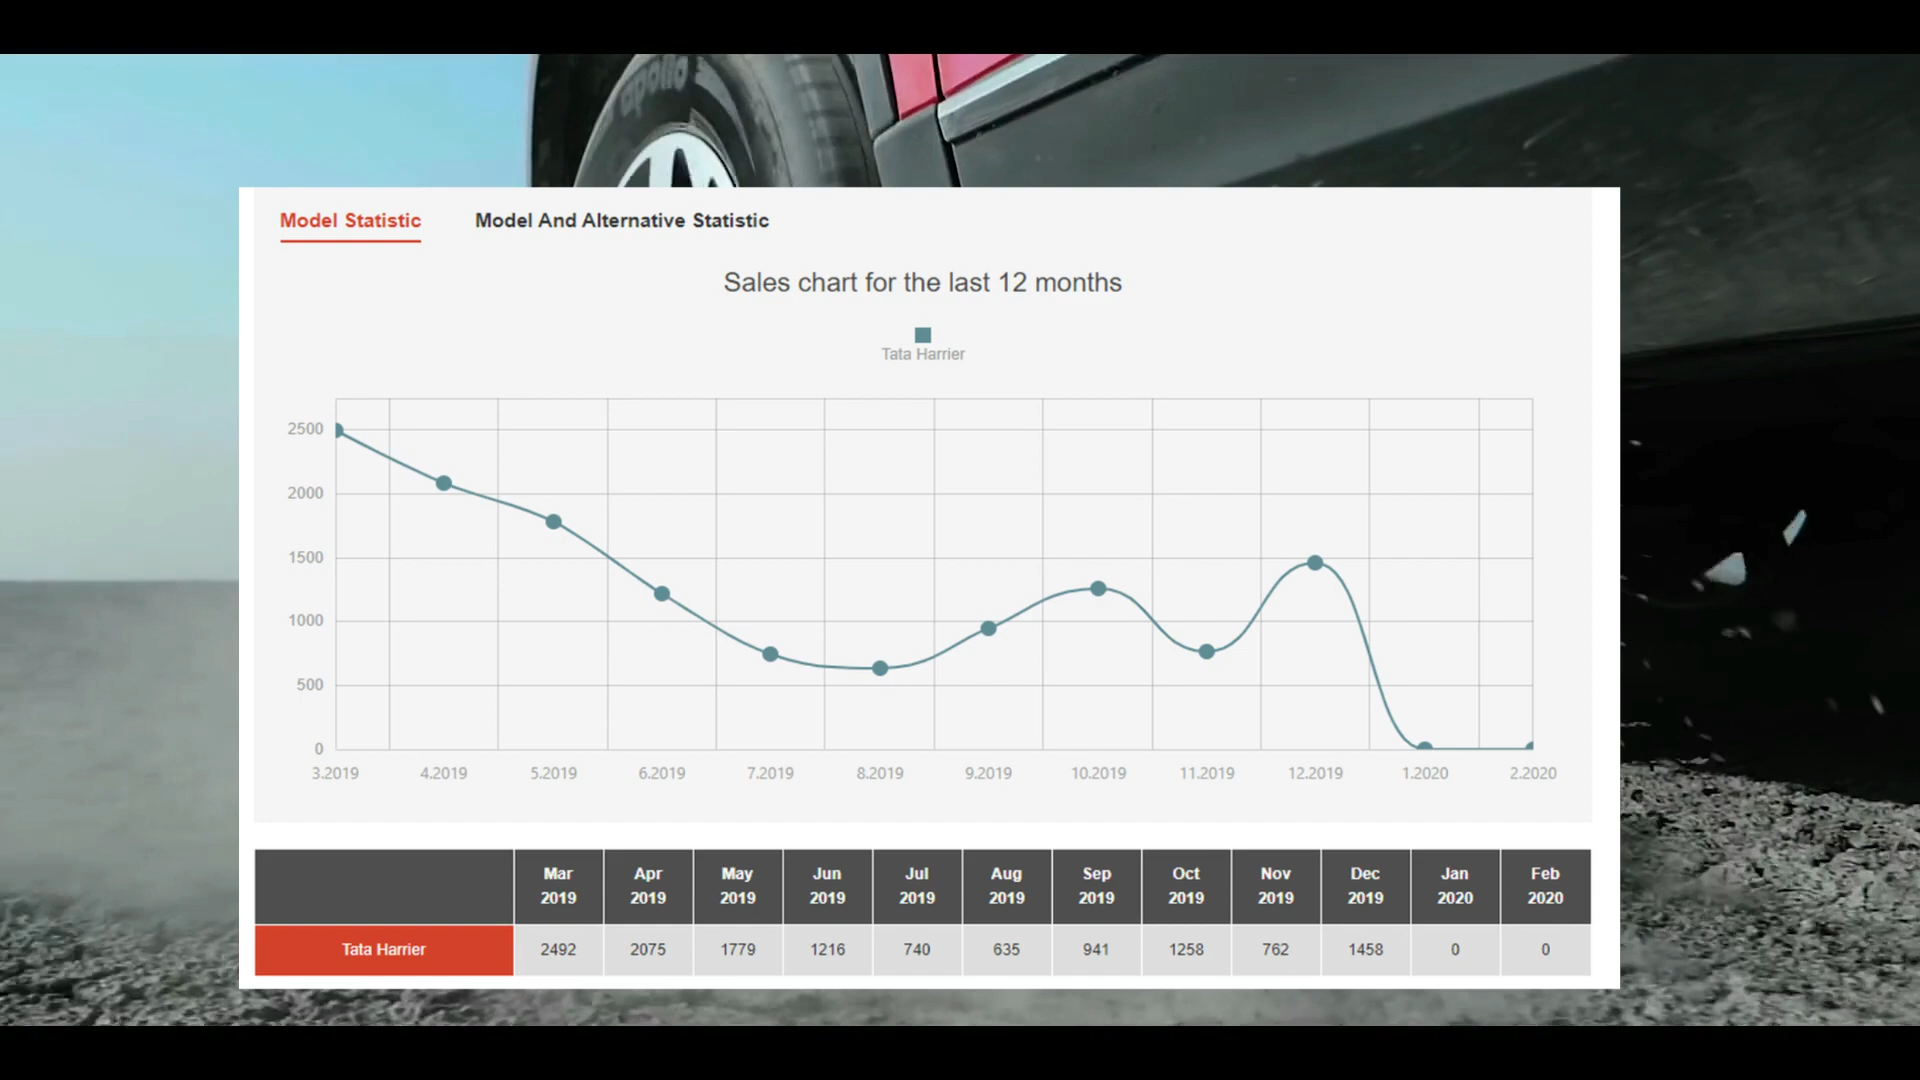 apollo
Model Statistic Model And Alternative Statistic
Sales chart for the last 12 months
Tata Harrier
2500
2000
1500
1000
500
0
3.2019 4.2019 5.2019 6.2019 7.2019 8.2019 9.2019 10.2019 11.2019 12.2019 1.2020 2.2020
Mar Apr May Jun Jul Aug Sep Oct Nov Dec Jan Feb
2019 2019 2019 2019 2019 2019 2019 2019 2019 2019 2020 2020
Tata Harrier 2492 2075 1779 1216 740 635 941 1258 762 1458 0 0